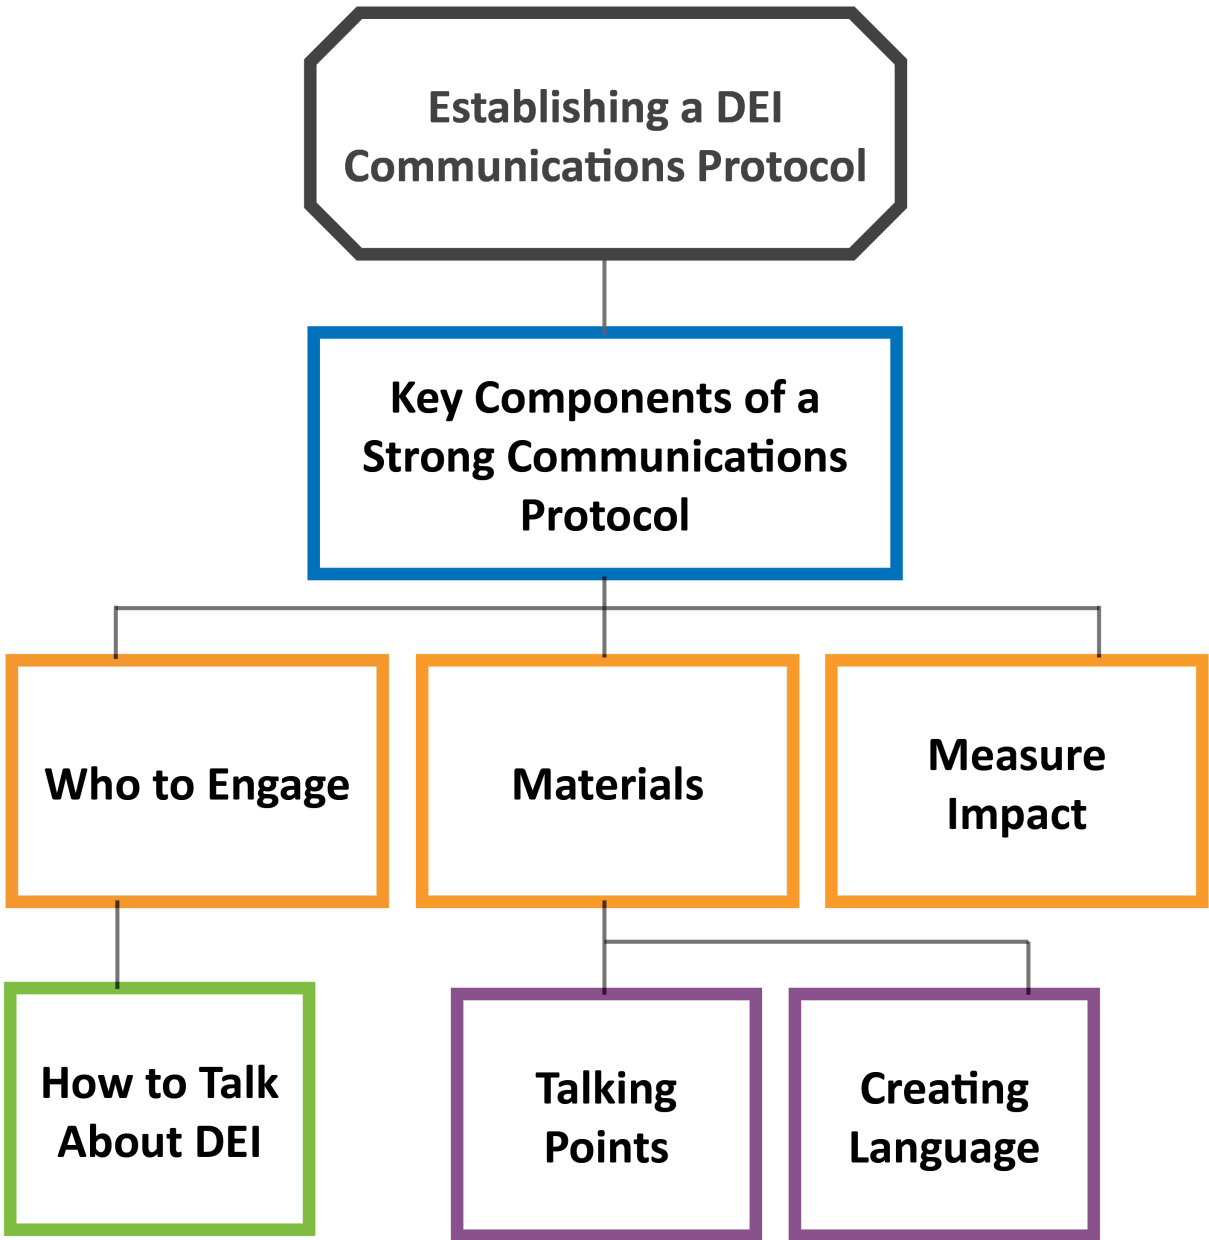 Establishing a DEI
Communications Protocol
Key Components of a
Strong Communications
Protocol
Who to Engage
Materials
Measure
Impact
How to Talk
About DEI
Talking
Points
Creating
Language